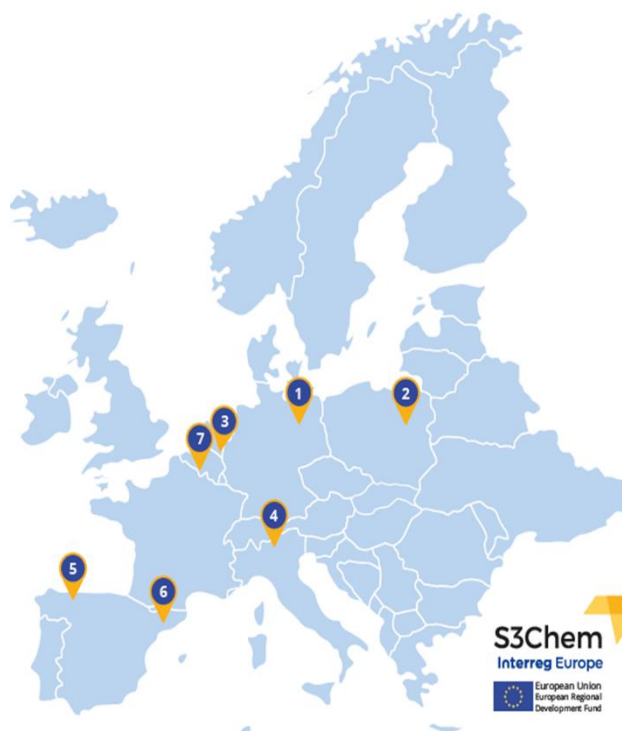 1
2
3
7
4
5
6
S3Chem
Interreg Europe
European Union
European Regional
Development Fund